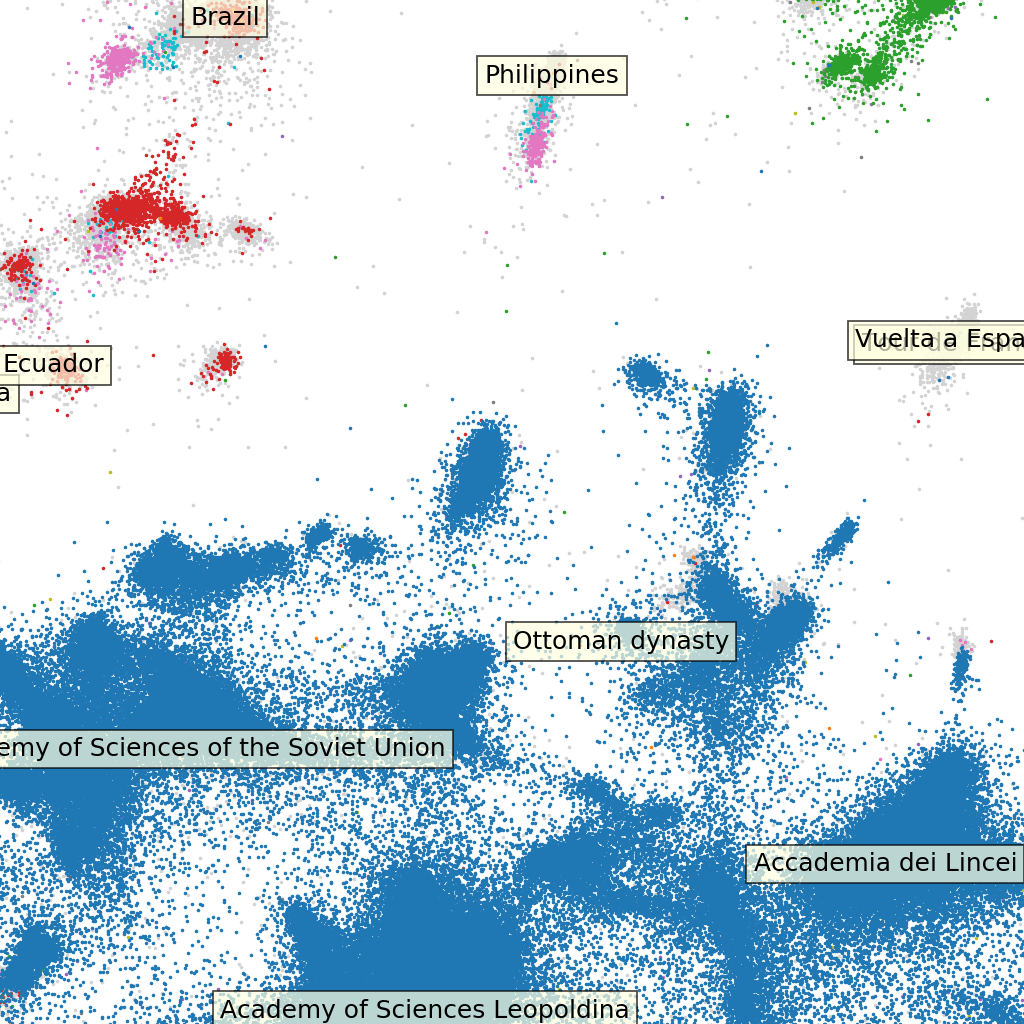 Brazil
Philippines
Vuelta a Espa
Ecuador
a
Ottoman dynasty
emy of Sciences of the Soviet Union
Accademia dei Lincei
Academy of Sciences Leopoldina